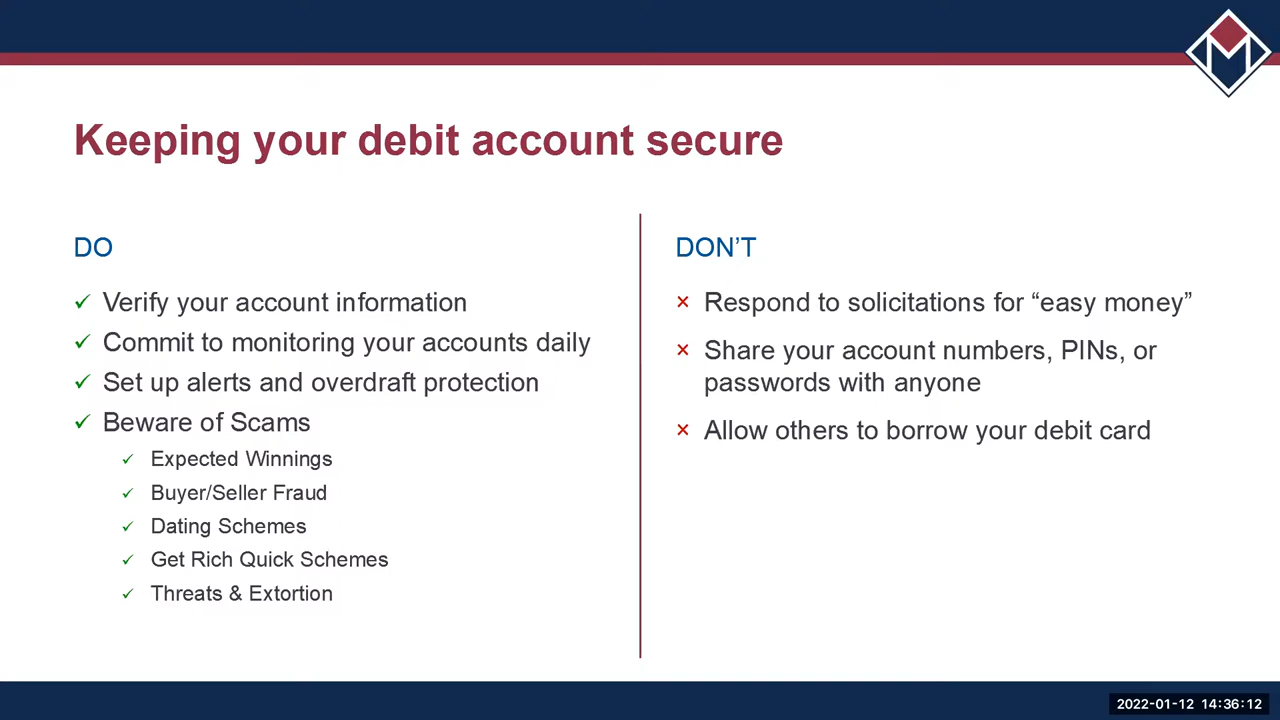 Keeping your debit account secure
DO
Verify your account information
Commit to monitoring your accounts daily
Set up alerts and overdraft protection
Beware of Scams
Expected Winnings
Buyer/Seller Fraud
Dating Schemes
Get Rich Quick Schemes
Threats & Extortion
DON’T
Respond to solicitations for “easy money”
Share your account numbers, PINs, or
passwords with anyone
Allow others to borrow your debit card
2022-01-12 14:36:12